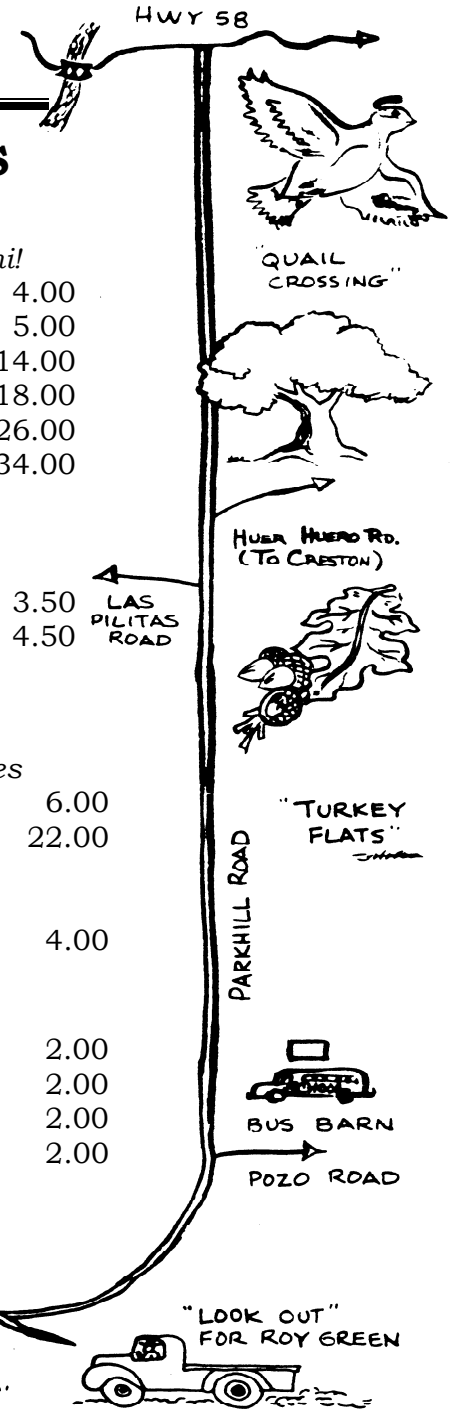 HWY 58
s
ni!
4.00
5.00
14.00
18.00
26.00
34.00
3.50
4.50
es
6.00
22.00
4.00
2.00
2.00
2.00
2.00
"QUAIL
CROSSING"
HUER HUERO RD.
(TO CRESTON)
LAS
PILITAS
ROAD
"TURKEY
FLATS"
PARKHILL ROAD
BUS BARN
POZO ROAD
"LOOK OUT"
FOR ROY GREEN